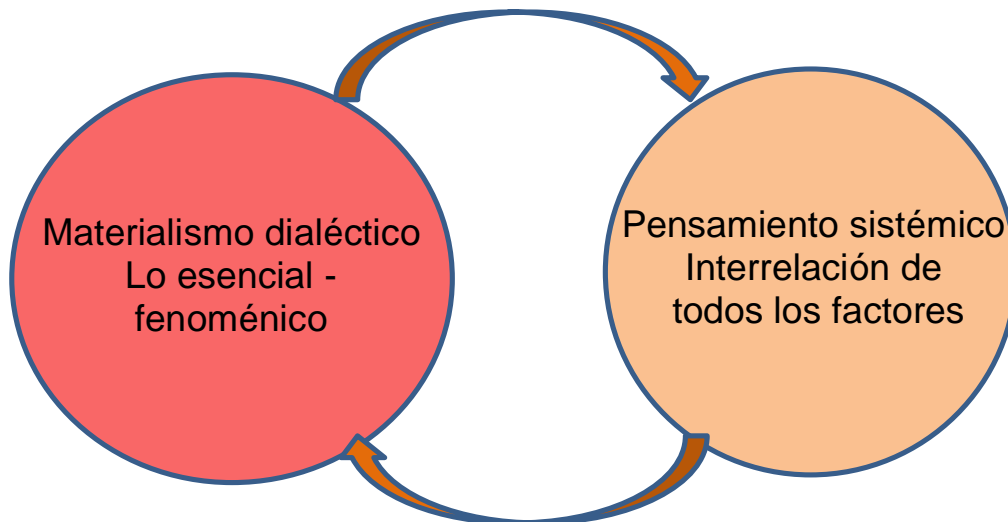 Materialismo dialéctico
Lo esencial -
fenoménico
Pensamiento sistémico
Interrelación de
todos los factores